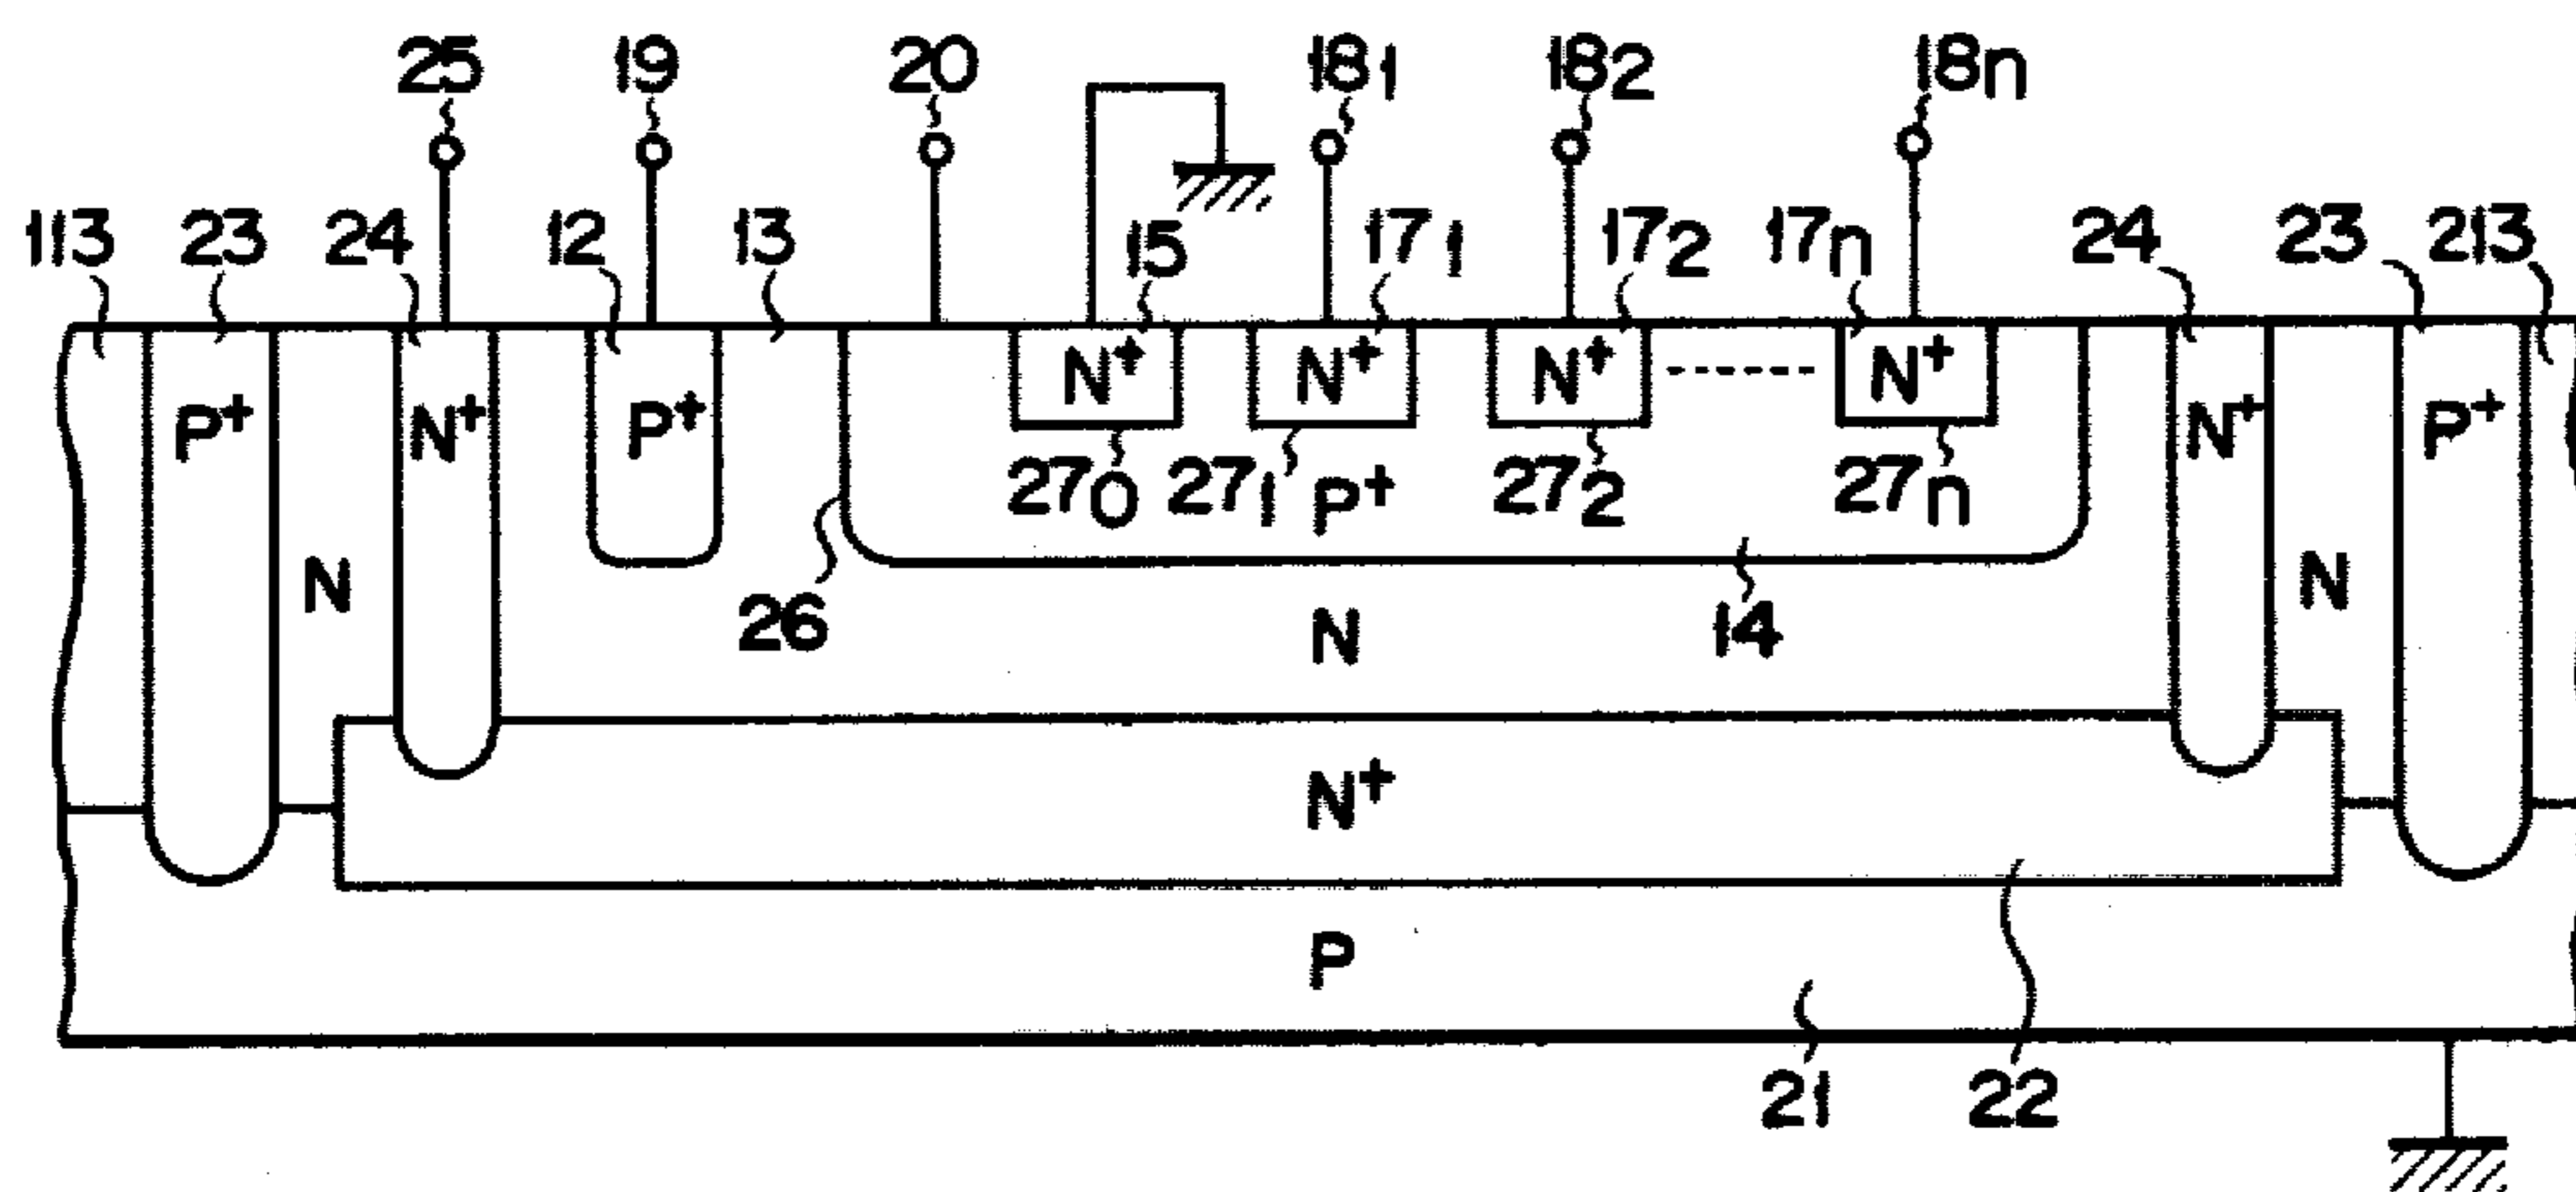 25 19 20 18₁ 18₂ 18n
113 23 24 12 13 15 17₁ 17₂ 17n 24 23 213
N⁺ N⁺ N⁺ N⁺
P⁺ N⁺ P⁺ N⁺ P⁺
27₀ 27₁ P⁺ 27₂ 27n
N N
26 N 14
N⁺
P
21 22